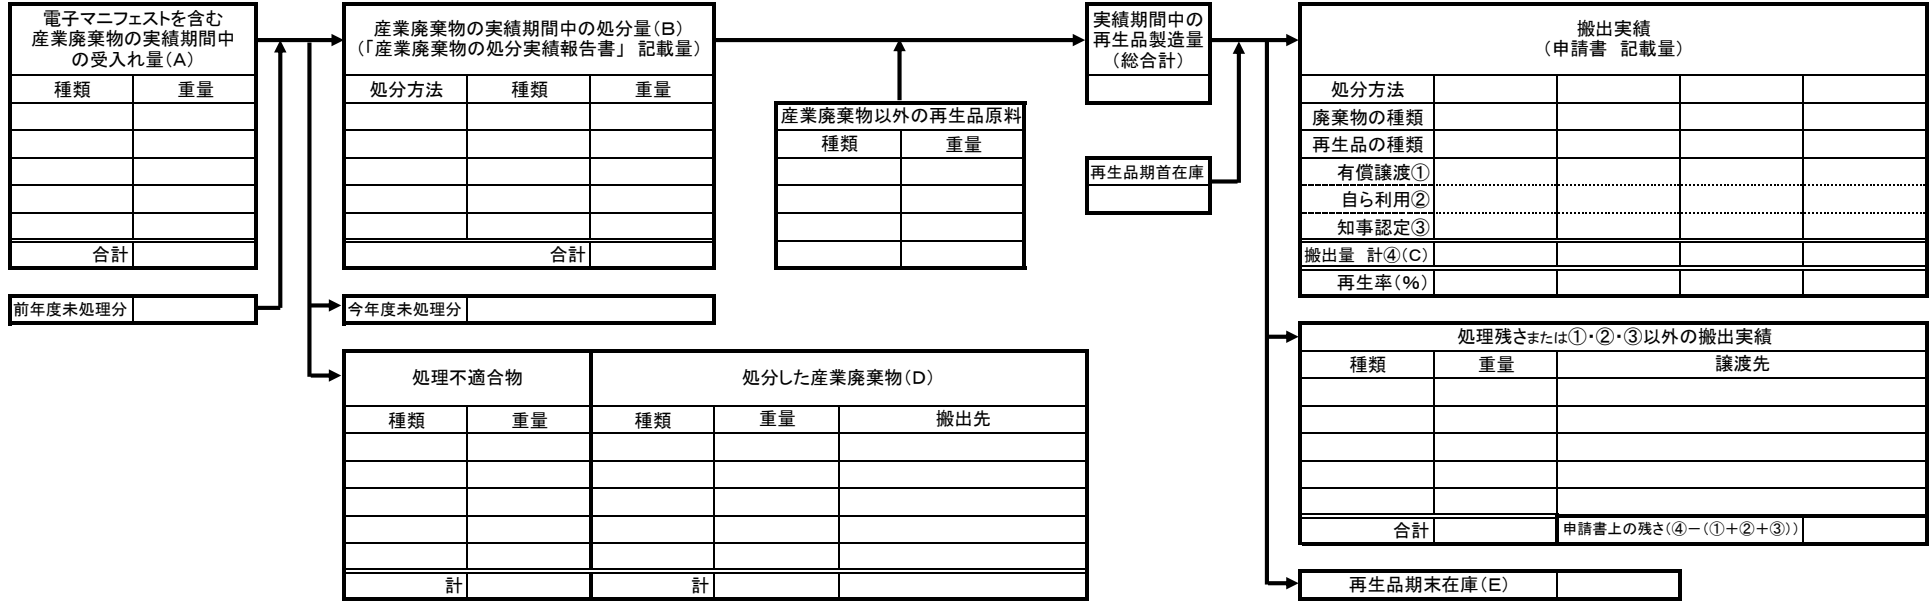 電子マニフェストを含む
産業廃棄物の実績期間中
の受入れ量(A)
種類 重量
合計
前年度未処理分
産業廃棄物の実績期間中の処分量(B)
(「産業廃棄物の処分実績報告書」 記載量)
処分方法 種類 重量
合計
今年度未処理分
処理不適合物 処分した産業廃棄物(D)
種類 重量 種類 重量 搬出先
計 計
産業廃棄物以外の再生品原料
種類 重量
実績期間中の
再生品製造量
(総合計)
再生品期首在庫
搬出実績
(申請書 記載量)
処分方法
廃棄物の種類
再生品の種類
有償譲渡①
自ら利用②
知事認定③
搬出量 計④(C)
再生率(%)
処理残さまたは①・②・③以外の搬出実績
種類 重量 譲渡先
合計 申請書上の残さ(④-(①+②+③))
再生品期末在庫(E)